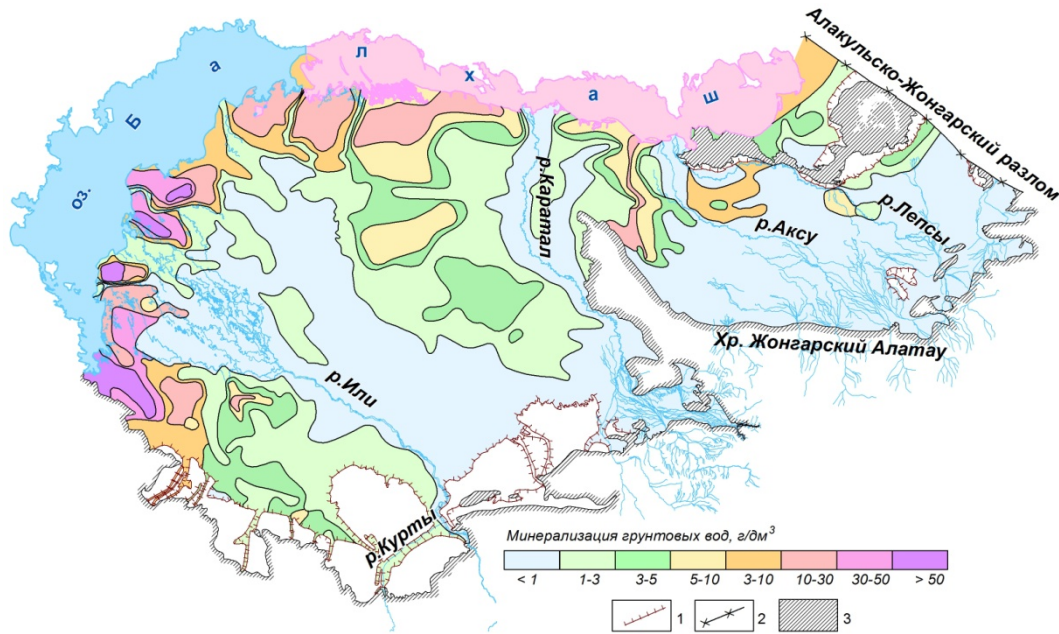 оз. Б а л х а ш
Алакульско-Жонгарский разлом
р.Каратал
р.Аксу
р.Лепсы
Хр. Жонгарский Алатау
р.Или
р.Курты
Минерализация грунтовых вод, г/дм³
< 1 1-3 3-5 5-10 3-10 10-30 30-50 > 50
1 2 3